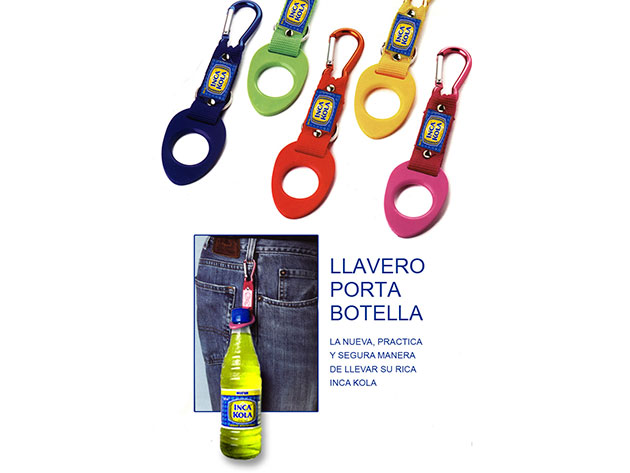 INCA
KOLA
INCA
KOLA
INCA
KOLA
INCA
KOLA
INCA
KOLA
LLAVERO
PORTA
BOTELLA
LA NUEVA, PRACTICA
Y SEGURA MANERA
DE LLEVAR SU RICA
INCA KOLA
INCA
KOLA